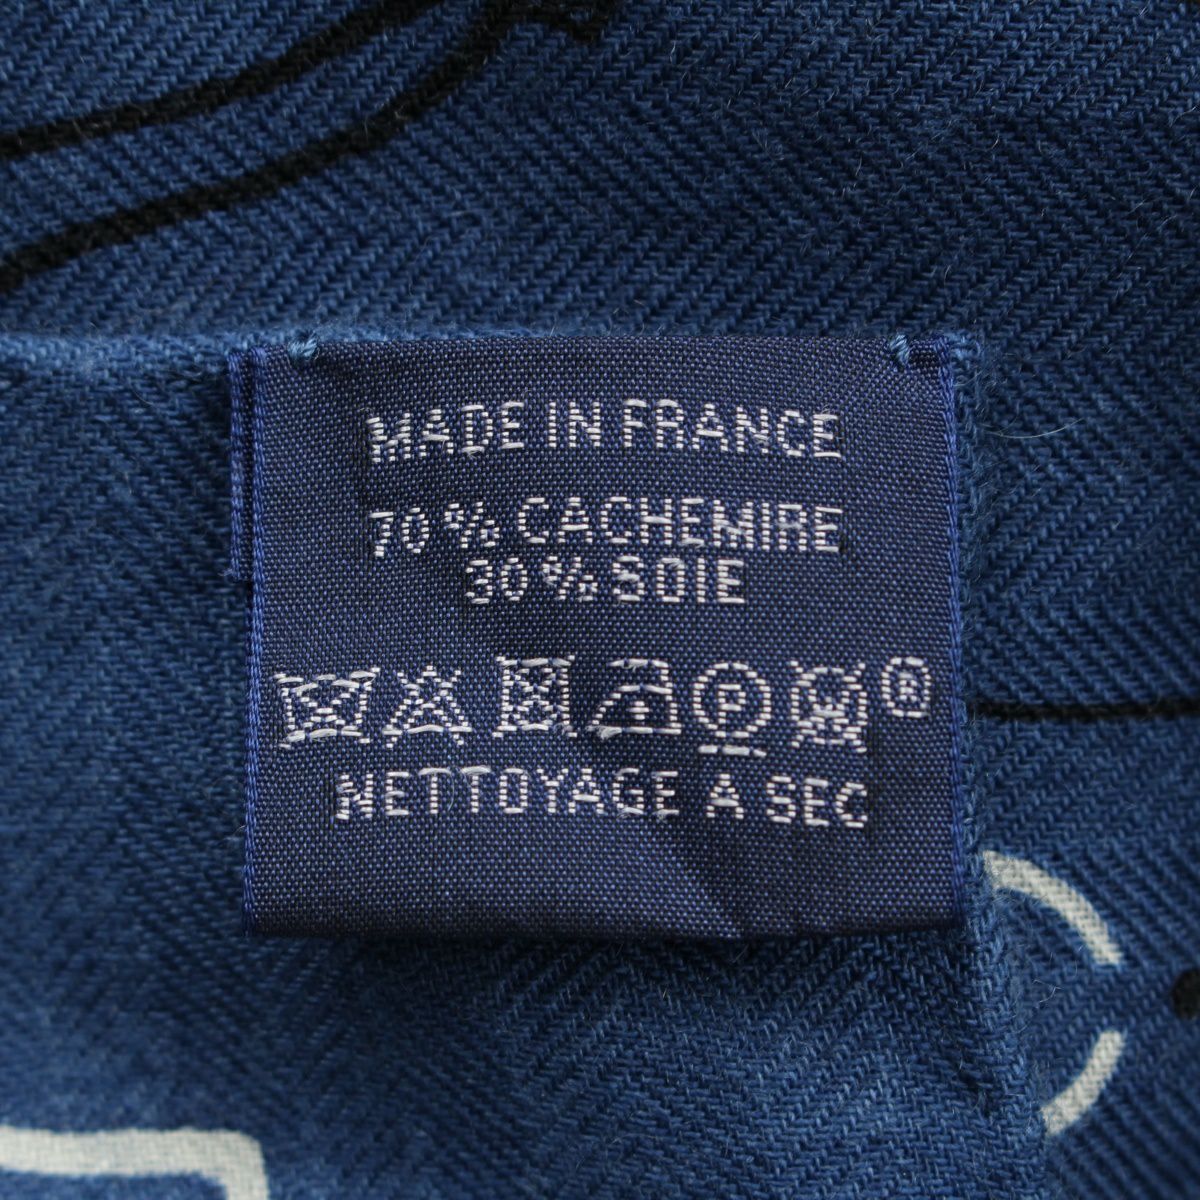 MADE IN FRANCE
70 % CACHEMIRE
30 % SOIE
P W ®
NETTOYAGE A SEC